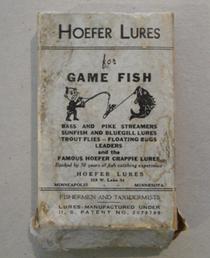 HOEFER LURES
for
GAME FISH
BASS AND PIKE STREAMERS
SUNFISH AND BLUEGILL LURES
TROUT FLIES - FLOATING BUGS
LEADERS
and the
FAMOUS HOEFER CRAPPIE LURES
Backed by 30 years of fish catching experience
HOEFER LURES
W. Lake St
MINNEAPOLIS MINNESOTA
FISHERMEN AND TAXIDERMISTS
LURES MANUFACTURED UNDER
U. S. PATENT NO.